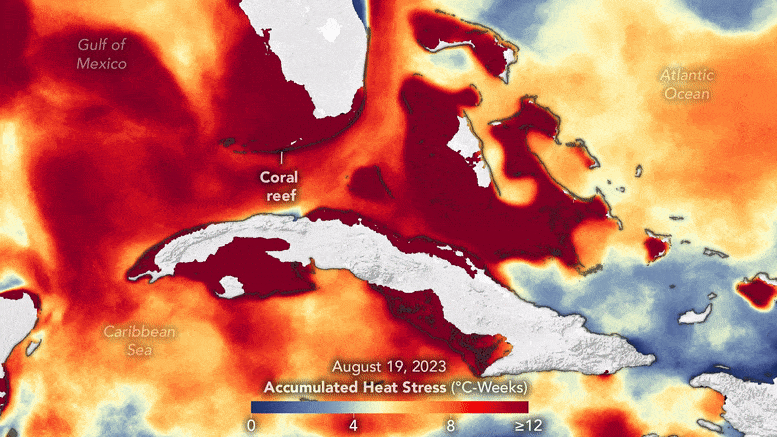 Gulf of
Mexico
Atlantic
Ocean
Coral
reef
Caribbean
Sea
August 19, 2023
Accumulated Heat Stress (°C-Weeks)
0 4 8 ≥12